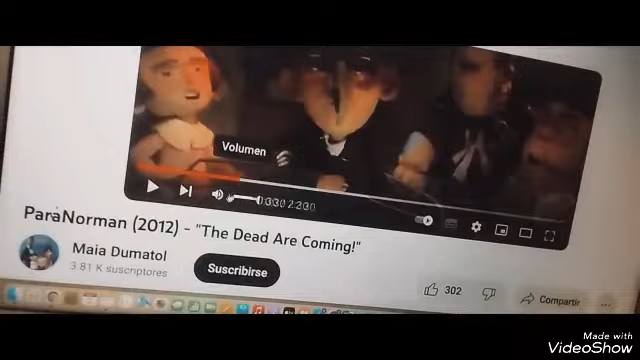 Volumen
ParaNorman (2012) - "The Dead Are Coming!"
Maia Dumatol
3.81 K suscriptores
Suscribirse
302
Compartir
Made with
VideoShow